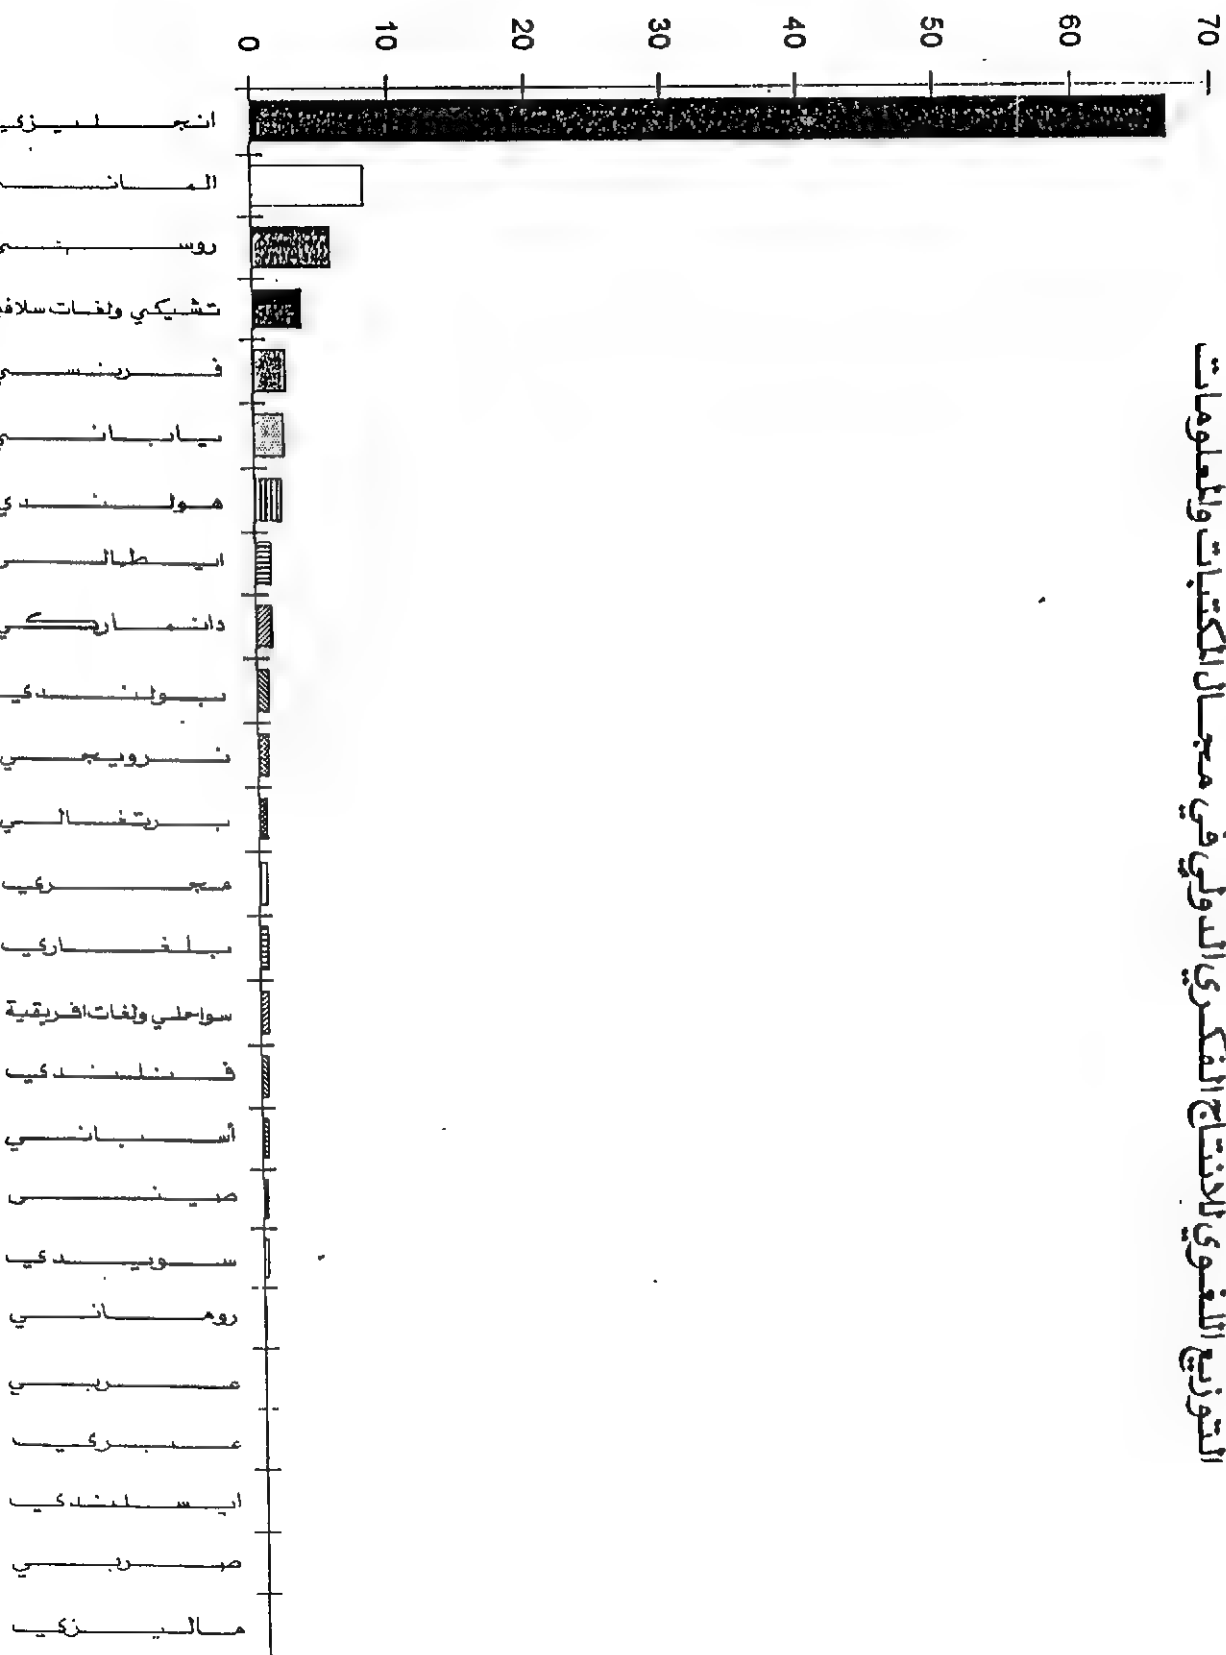 التوزيع اللغوي للانتاج الفكري الدولي في مجال المكتبات والمعلومات
70
60
50
40
30
20
10
0
انجليزي
الماني
روسي
تشيكي ولغات سلافي
فرنسي
ياباني
هولندي
ايطالي
دانماركي
بولندي
نرويجي
برتغالي
مجري
بلغاري
سواحلي ولغات افريقية
فنلندي
أسباني
صيني
سويدي
روماني
عربي
عبري
ايسلندي
صربي
ماليزي